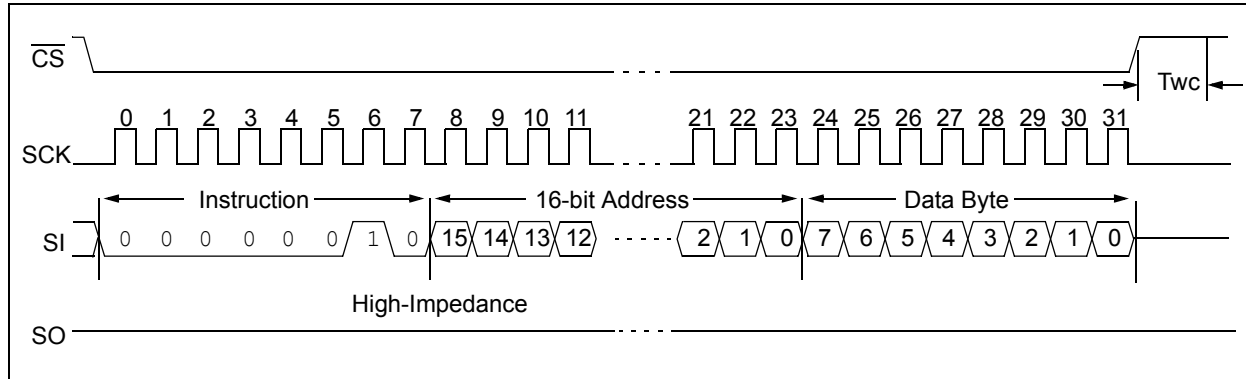 CS
Twc
0 1 2 3 4 5 6 7 8 9 10 11 21 22 23 24 25 26 27 28 29 30 31
SCK
Instruction 16-bit Address Data Byte
SI 0 0 0 0 0 0 1 0 15 14 13 12 2 1 0 7 6 5 4 3 2 1 0
High-Impedance
SO